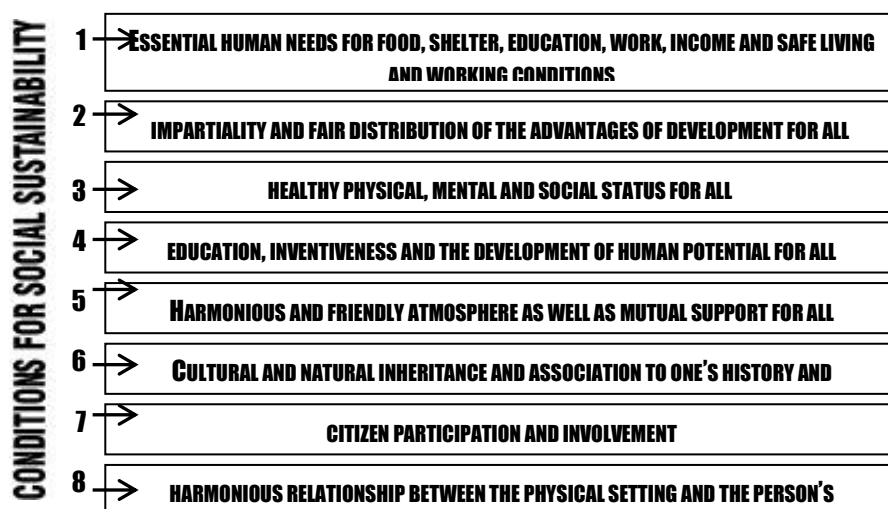 CONDITIONS FOR SOCIAL SUSTAINABILITY
1
ESSENTIAL HUMAN NEEDS FOR FOOD, SHELTER, EDUCATION, WORK, INCOME AND SAFE LIVING
AND WORKING CONDITIONS
2
IMPARTIALITY AND FAIR DISTRIBUTION OF THE ADVANTAGES OF DEVELOPMENT FOR ALL
3
HEALTHY PHYSICAL, MENTAL AND SOCIAL STATUS FOR ALL
4
EDUCATION, INVENTIVENESS AND THE DEVELOPMENT OF HUMAN POTENTIAL FOR ALL
5
HARMONIOUS AND FRIENDLY ATMOSPHERE AS WELL AS MUTUAL SUPPORT FOR ALL
6
CULTURAL AND NATURAL INHERITANCE AND ASSOCIATION TO ONE'S HISTORY AND
7
CITIZEN PARTICIPATION AND INVOLVEMENT
8
HARMONIOUS RELATIONSHIP BETWEEN THE PHYSICAL SETTING AND THE PERSON'S